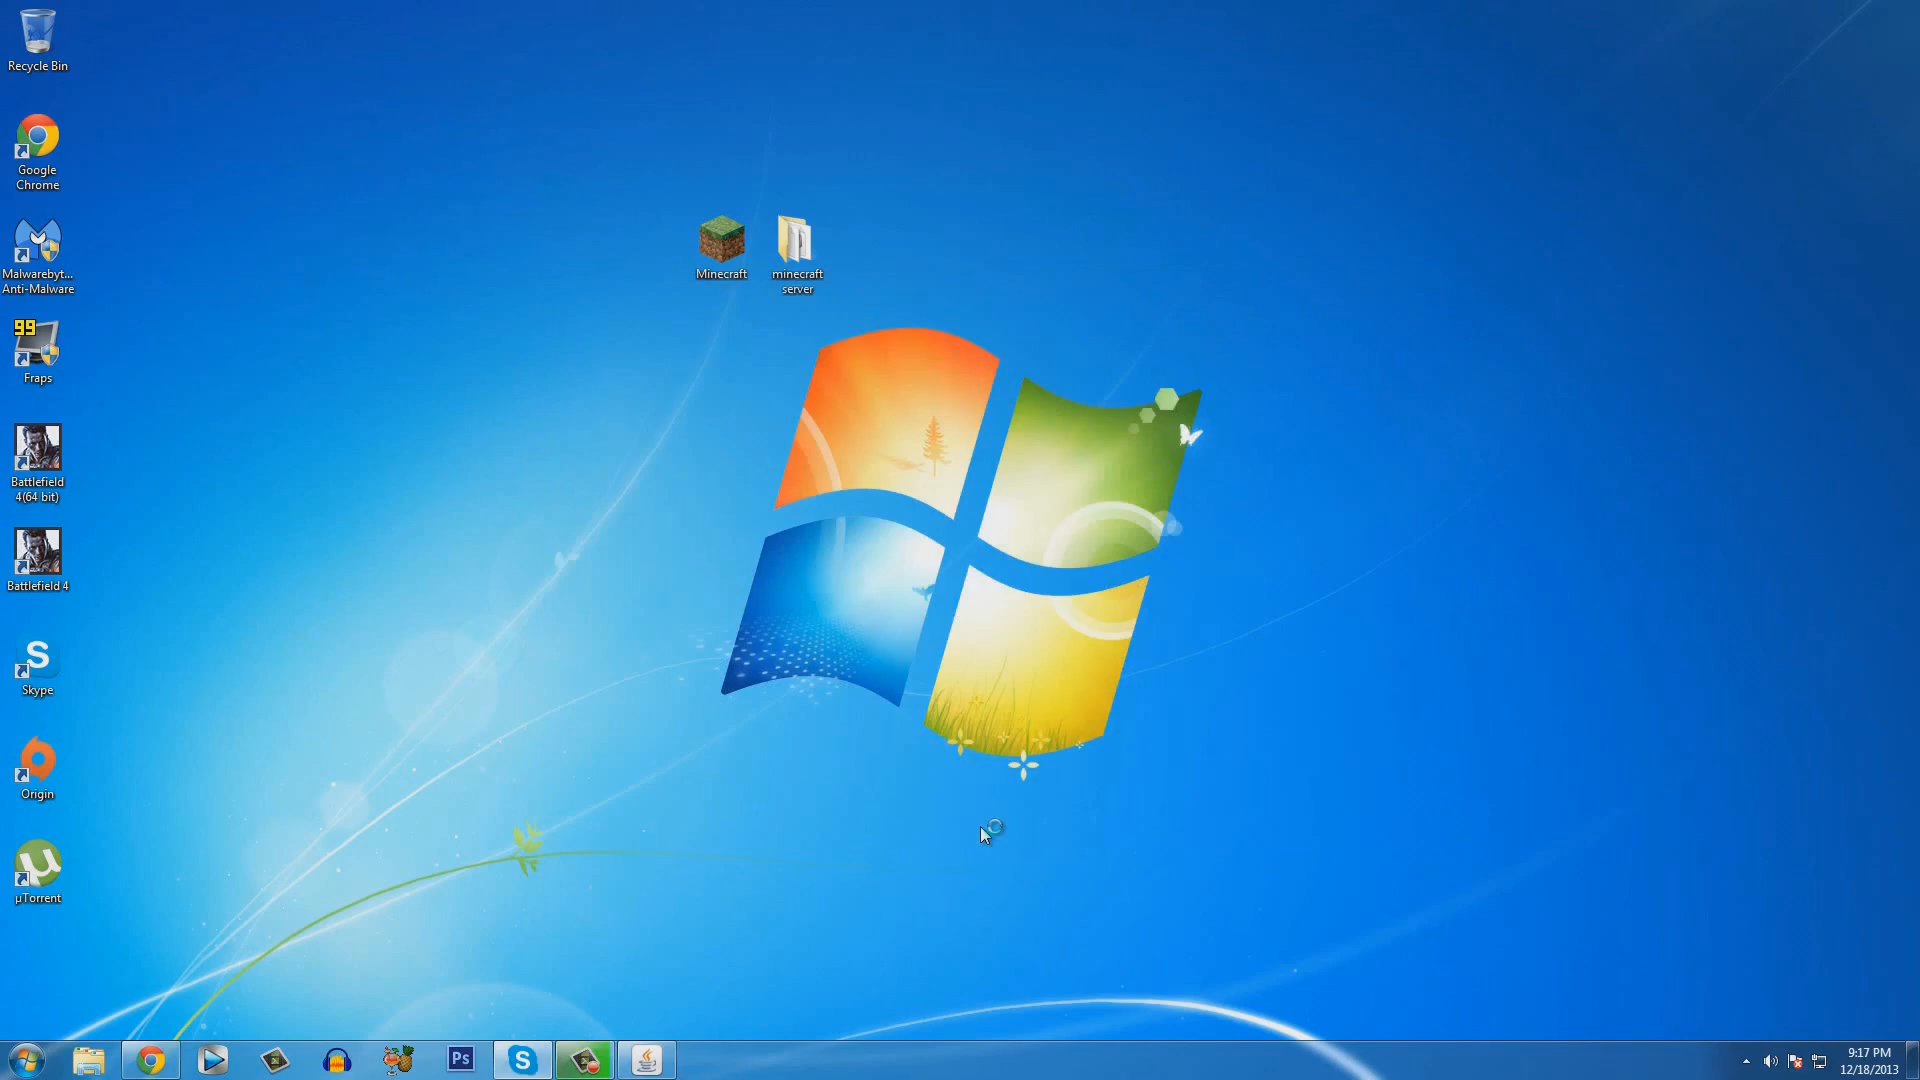 Recycle Bin
Google
Chrome
Malwarebyt...
Anti-Malware
99
Fraps
Battlefield
4(64 bit)
Battlefield 4
S
Skype
Origin
µ
µTorrent
Minecraft
minecraft
server
Ps
S
9:17 PM
12/18/2013